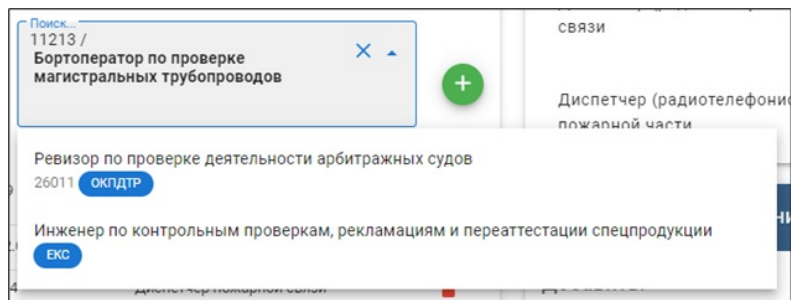 Поиск...
11213 /
Бортоператор по проверке
магистральных трубопроводов
+
связи
Диспетчер (радиотелефонис
пожарной части
Ревизор по проверке деятельности арбитражных судов
26011 ОКПДТР
Инженер по контрольным проверкам, рекламациям и переаттестации спецпродукции
ЕКС
Диспетчер пожарной связи